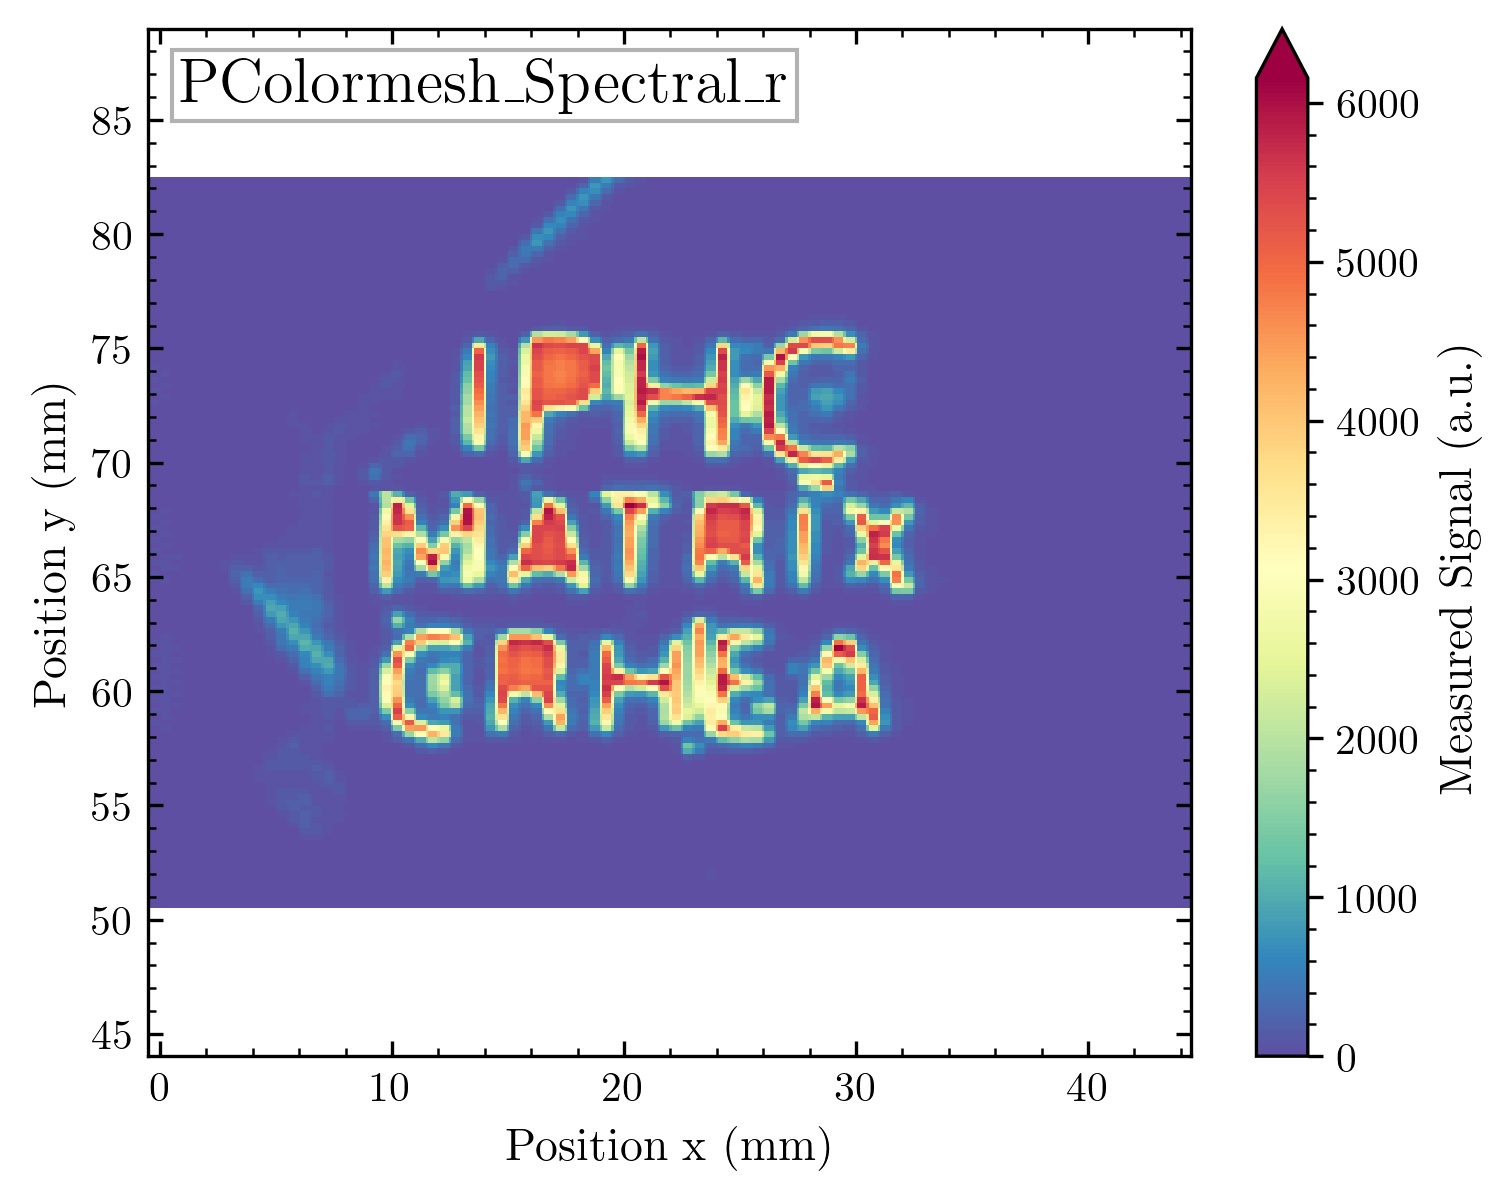 PColormesh_Spectral_r
85
80
75
70
65
60
55
50
45
0 10 20 30 40
Position x (mm)
Position y (mm)
IPHC
MATRIX
CRHEA
6000
5000
4000
3000
2000
1000
0
Measured Signal (a.u.)